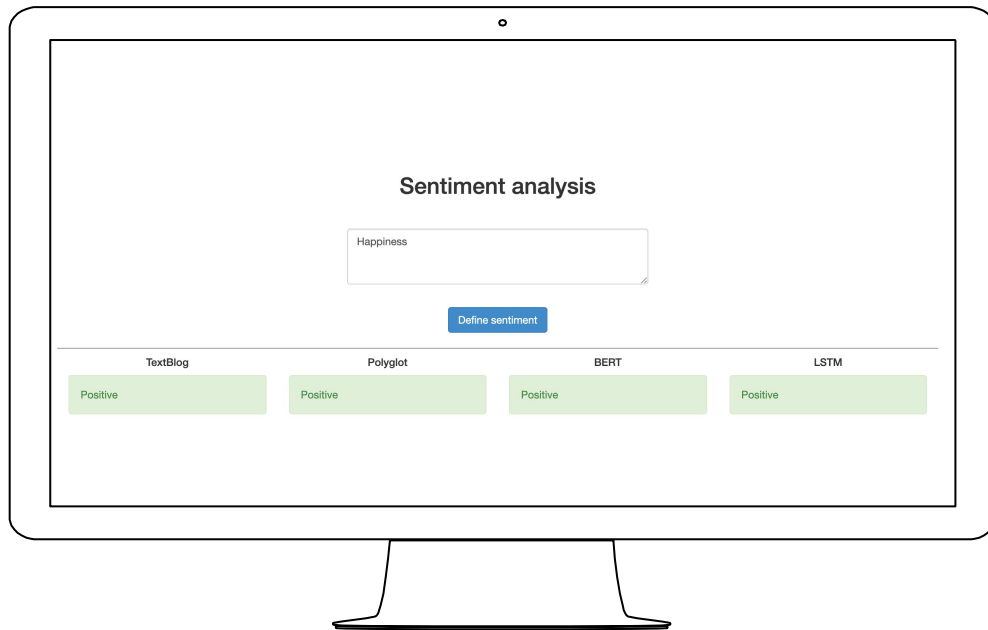 Sentiment analysis
Happiness
Define sentiment
TextBlog Polyglot BERT LSTM
Positive Positive Positive Positive